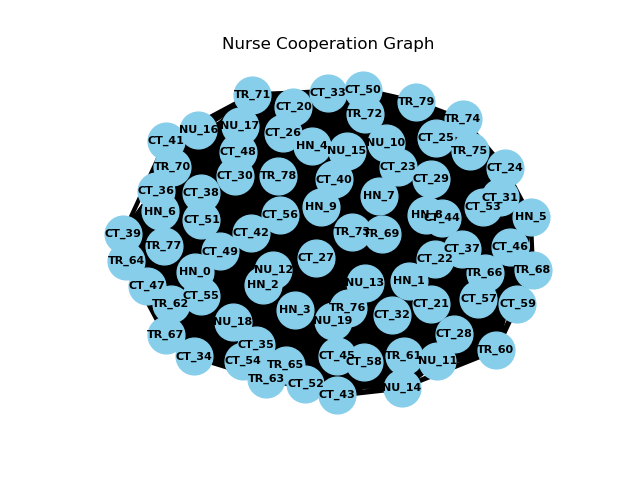 Nurse Cooperation Graph
CT_50
CT_33
TR_71
TR_79
CT_20
TR_72
TR_74
NU_17
NU_16
CT_26
CT_25
CT_41
NU_10
HN_4
NU_15
CT_48
TR_75
TR_70
CT_23
CT_24
CT_30
TR_78
CT_40
CT_29
CT_36
CT_38
HN_7
CT_31
HN_6
HN_9
CT_53
CT_56
HN_8
CT_44
HN_5
CT_51
CT_39
CT_42
TR_69
TR_77
CT_46
CT_37
CT_49
CT_27
CT_22
TR_64
NU_12
TR_68
HN_0
TR_66
HN_1
NU_13
HN_2
CT_47
CT_55
CT_57
TR_62
CT_21
CT_59
TR_76
HN_3
CT_32
NU_19
NU_18
TR_67
CT_28
CT_35
TR_60
CT_34
CT_45
TR_61
CT_54
NU_11
CT_58
TR_65
TR_63
CT_52
NU_14
CT_43